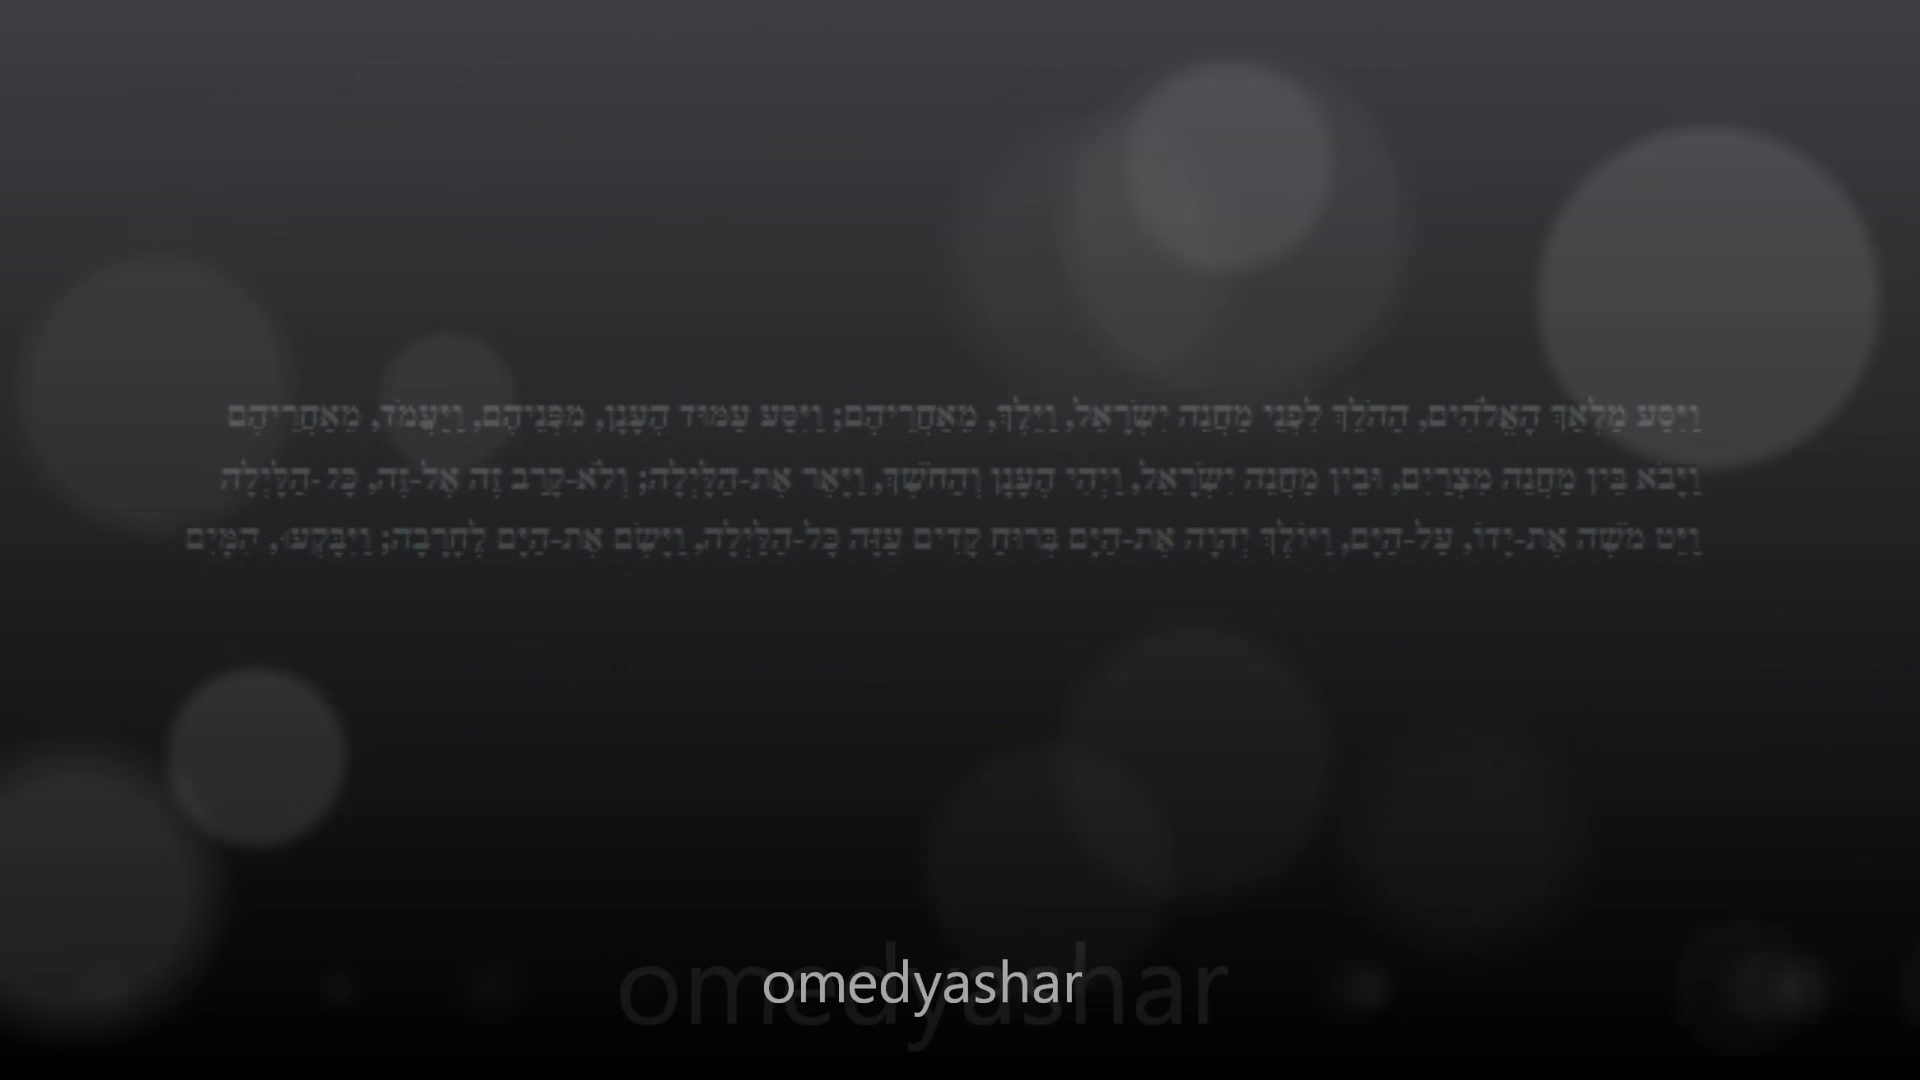 וַיִּסַּע מַלְאַךְ הָאֱלֹהִים, הַהֹלֵךְ לִפְנֵי מַחֲנֵה יִשְׂרָאֵל, וַיֵּלֶךְ, מֵאַחֲרֵיהֶם; וַיִּסַּע עַמּוּד הֶעָנָן, מִפְּנֵיהֶם, וַיַּעֲמֹד, מֵאַחֲרֵיהֶם
וַיָּבֹא בֵּין מַחֲנֵה מִצְרַיִם, וּבֵין מַחֲנֵה יִשְׂרָאֵל, וַיְהִי הֶעָנָן וְהַחֹשֶׁךְ, וַיָּאֶר אֶת-הַלָּיְלָה; וְלֹא-קָרַב זֶה אֶל-זֶה, כָּל -הַלָּיְלָה
וַיֵּט מֹשֶׁה אֶת-יָדוֹ, עַל-הַיָּם, וַיּוֹלֶךְ יְהוָה אֶת-הַיָּם בְּרוּחַ קָדִים עַזָּה כָּל-הַלַּיְלָה, וַיָּשֶׂם אֶת-הַיָּם לֶחָרָבָה; וַיִּבָּקְעוּ, הַמָּיִם
omedyashar
omedyashar